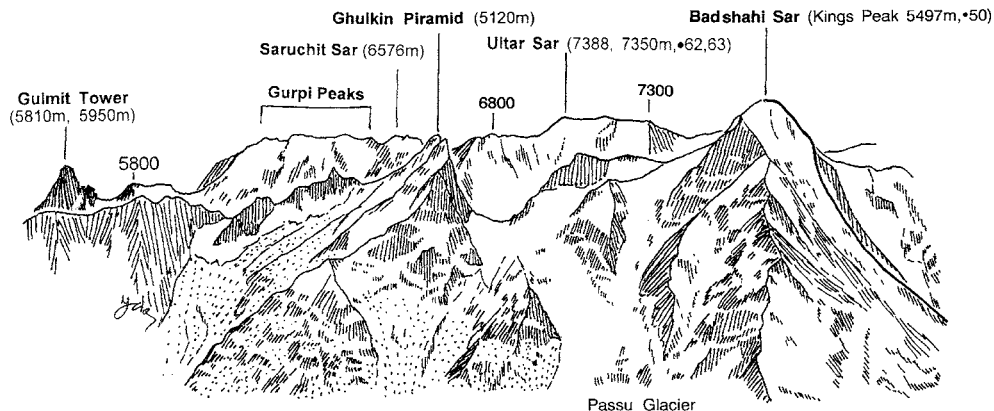 Ghulkin Piramid (5120m)
Badshahi Sar (Kings Peak 5497m,•50)
Saruchit Sar (6576m)
Ultar Sar (7388, 7350m,•62,63)
Gulmit Tower
(5810m, 5950m)
Gurpi Peaks
6800
7300
5800
Passu Glacier